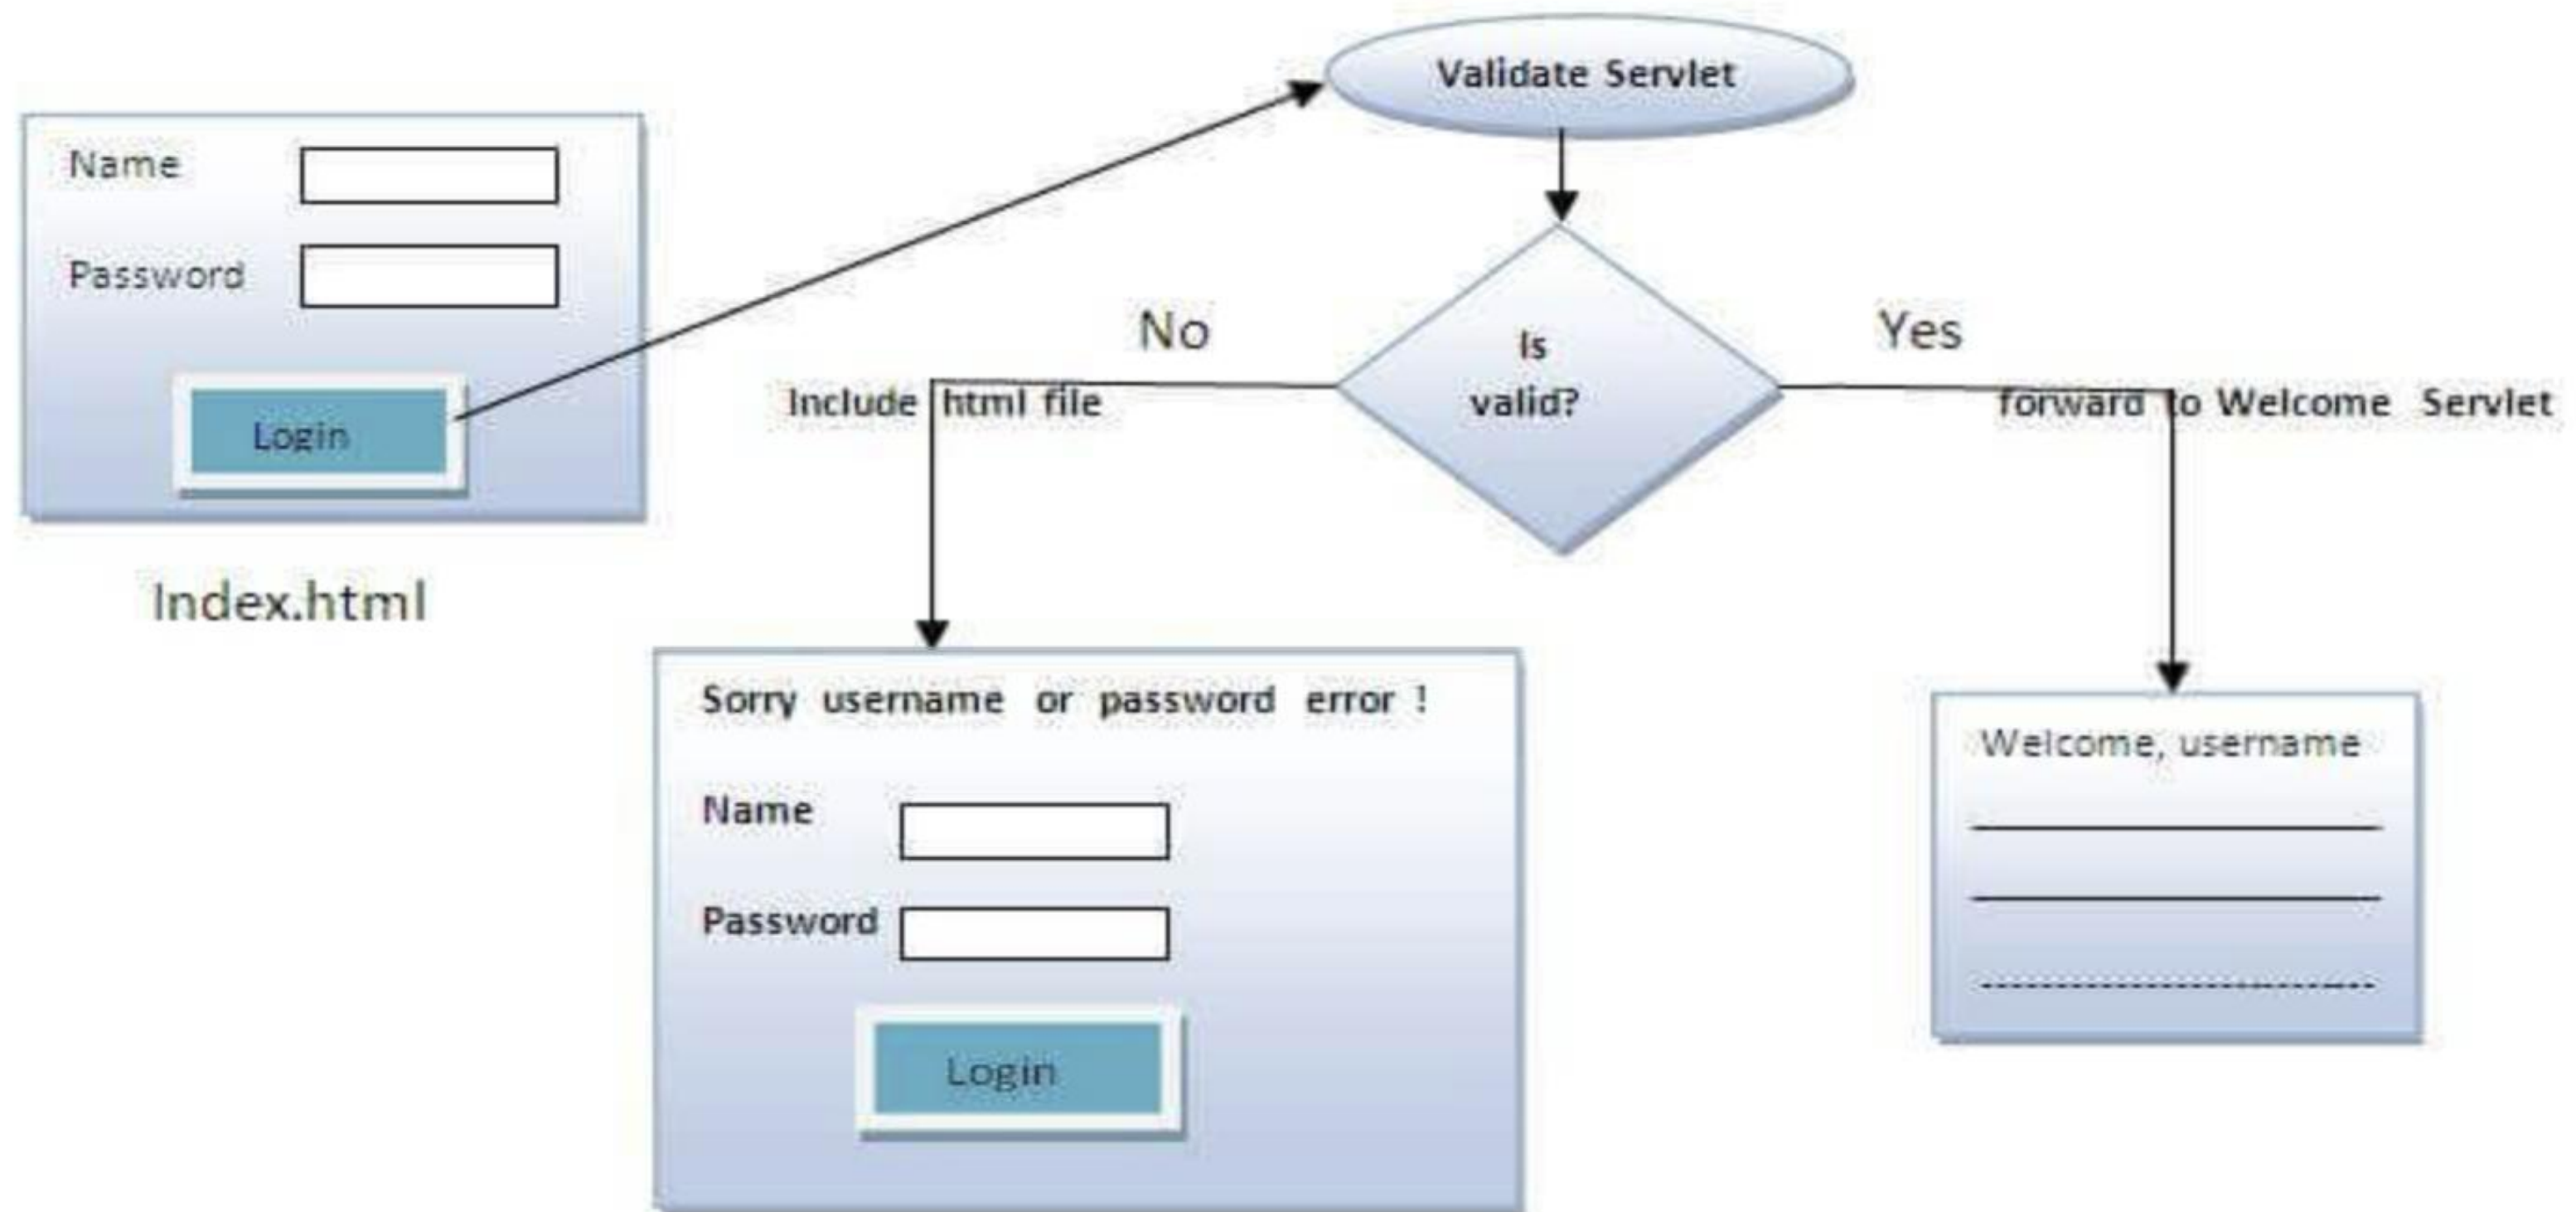 Validate Servlet
Name
Password
Login
Index.html
Is
valid?
No
Yes
Include html file
forward to Welcome Servlet
Sorry username or password error !
Name
Password
Login
Welcome, username